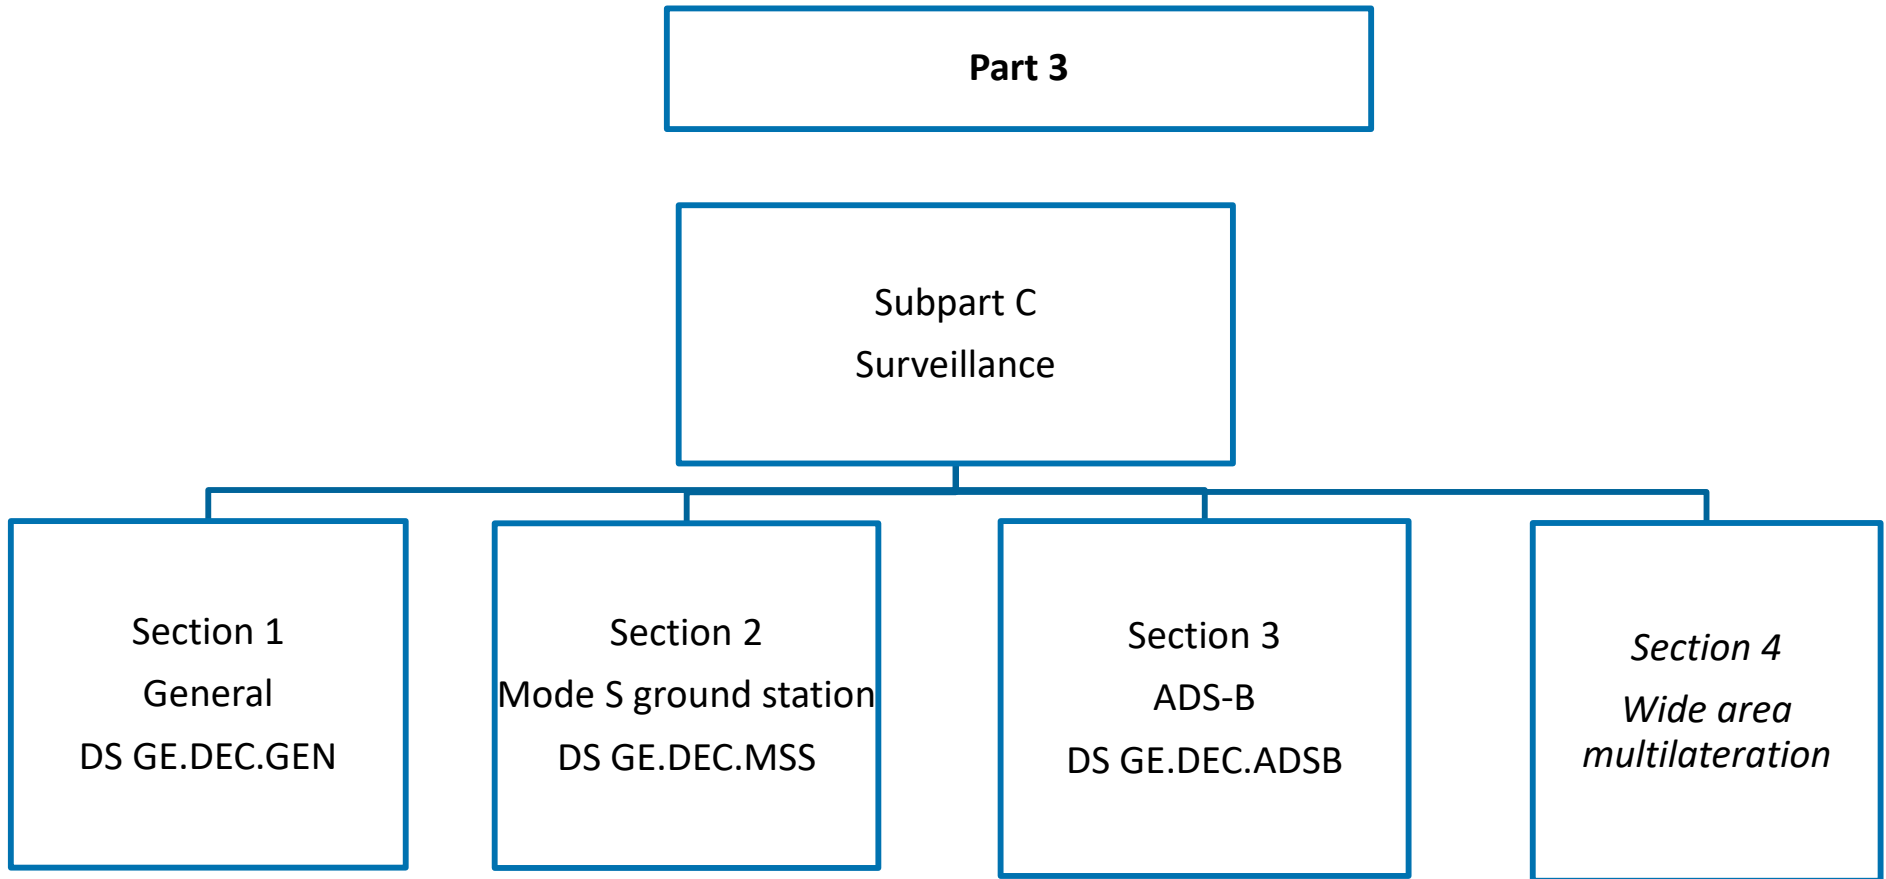 Part 3
Subpart C
Surveillance
Section 1
General
DS GE.DEC.GEN
Section 2
Mode S ground station
DS GE.DEC.MSS
Section 3
ADS-B
DS GE.DEC.ADSB
Section 4
Wide area
multilateration